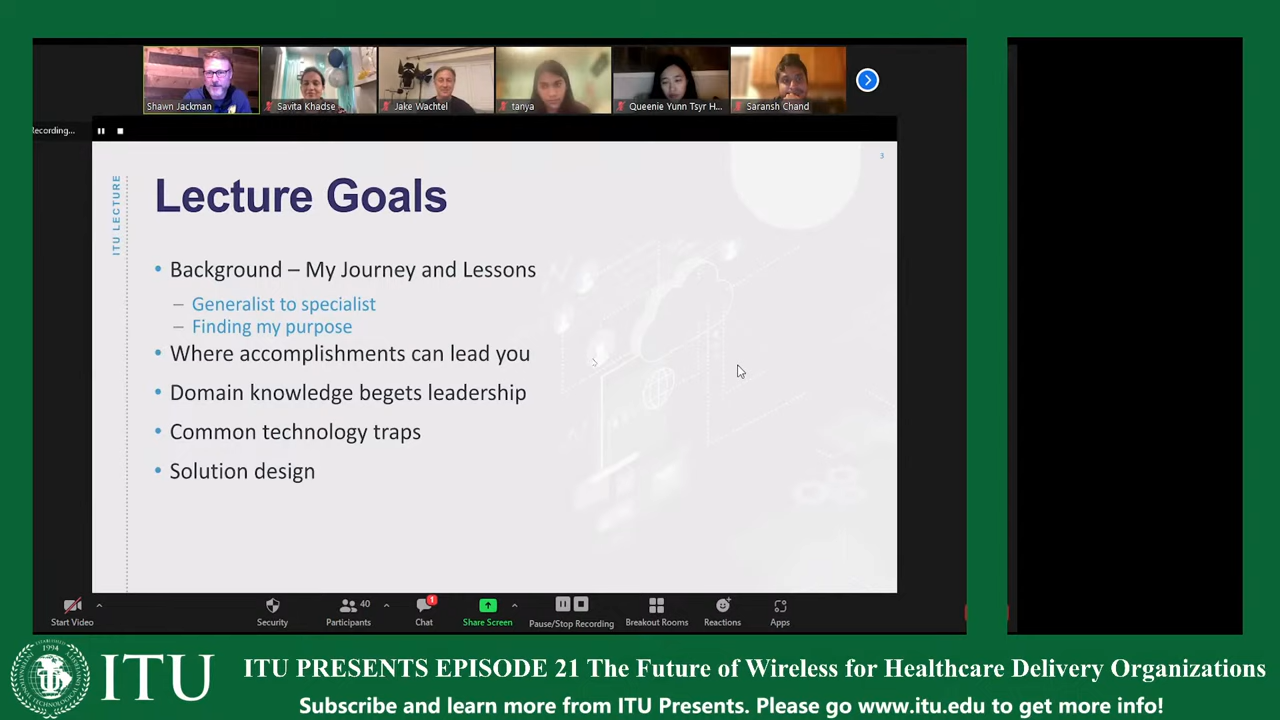 Shawn Jackman
Savita Khadse
Jake Wachtel
tanya
Queenie Yunn Tsyr H...
Saransh Chand
Recording...
3
ITU LECTURE
Lecture Goals
• Background – My Journey and Lessons
– Generalist to specialist
– Finding my purpose
• Where accomplishments can lead you
• Domain knowledge begets leadership
• Common technology traps
• Solution design
Start Video
Security
40
Participants
1
Chat
Share Screen
Pause/Stop Recording
Breakout Rooms
Reactions
Apps
1994
ITU
ITU PRESENTS EPISODE 21 The Future of Wireless for Healthcare Delivery Organizations
Subscribe and learn more from ITU Presents. Please go www.itu.edu to get more info!